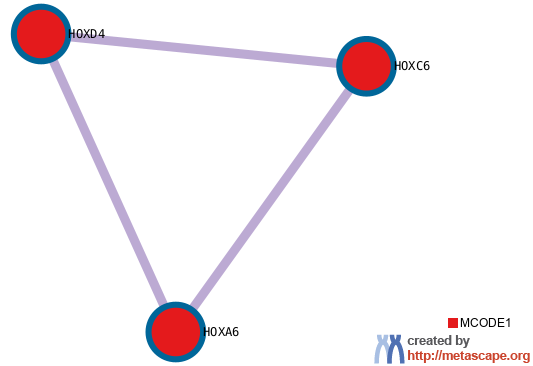 HOXD4
HOXC6
HOXA6
MCODE1
created by
http://metascape.org